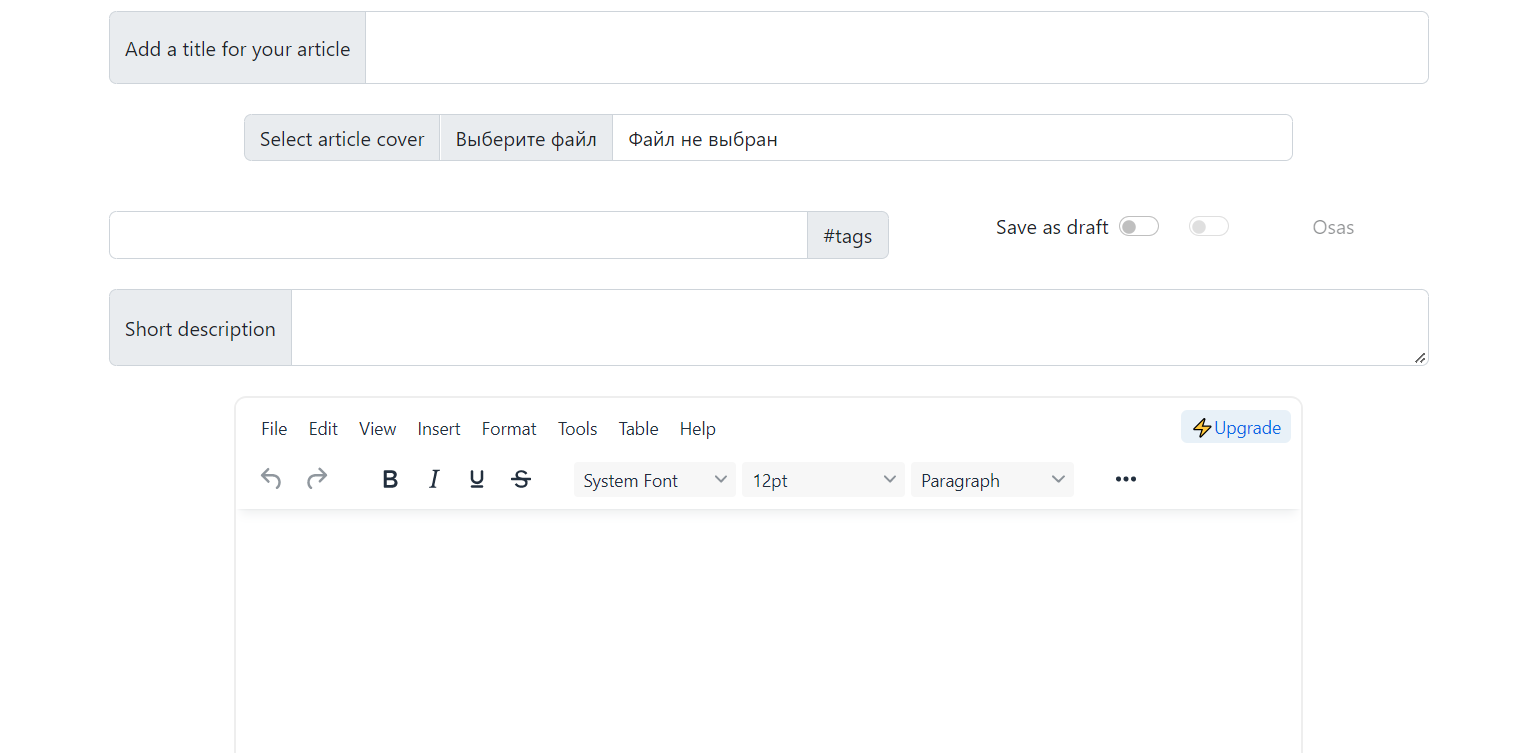 Add a title for your article
Select article cover Выберите файл Файл не выбран
#tags Save as draft Osas
Short description
File Edit View Insert Format Tools Table Help ⚡Upgrade
B I U S System Font 12pt Paragraph